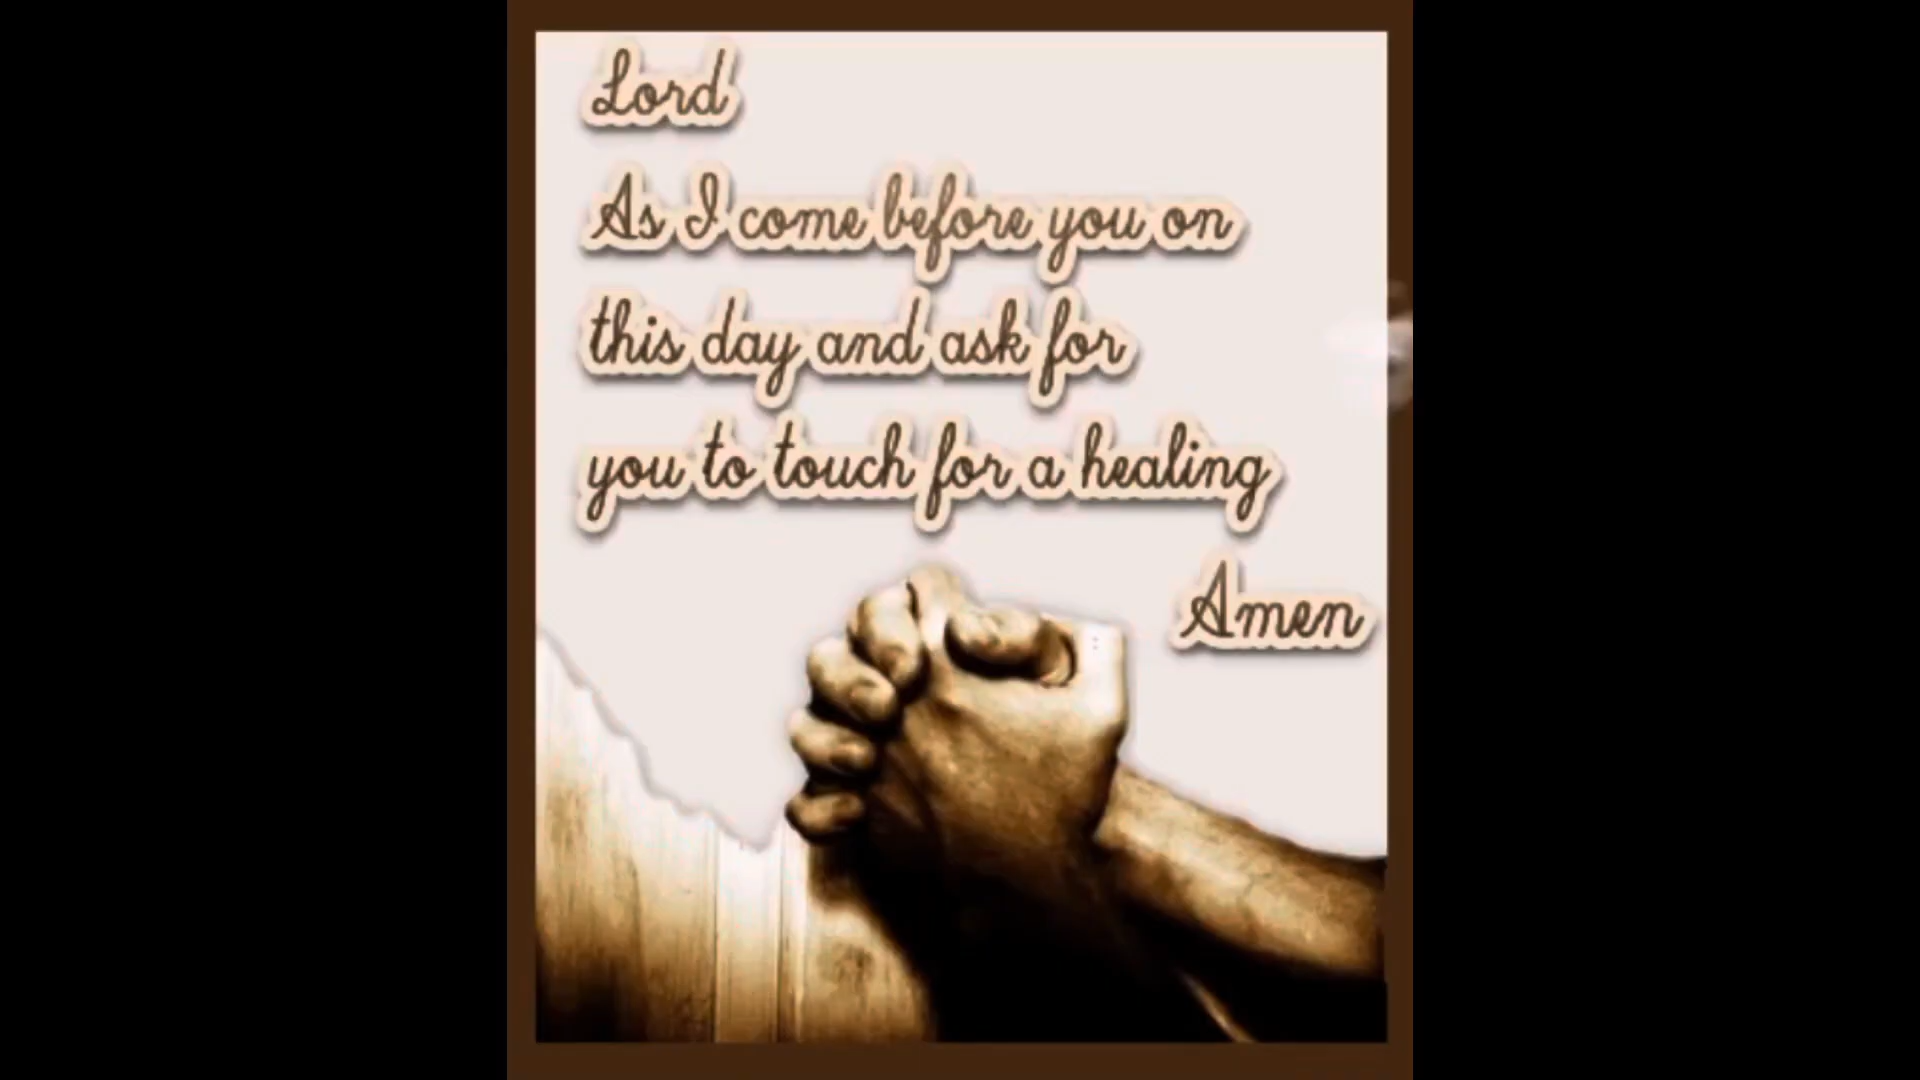 Lord
As I come before you on
this day and ask for
you to touch for a healing
Amen